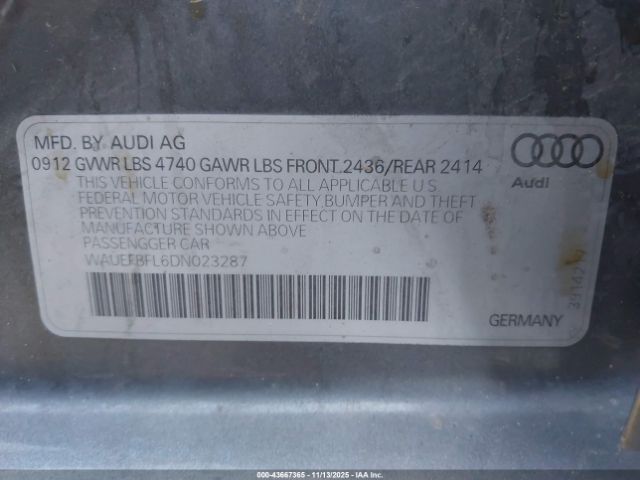 MFD. BY AUDI AG
0912 GVWR LBS 4740 GAWR LBS FRONT 2436/REAR 2414
THIS VEHICLE CONFORMS TO ALL APPLICABLE U S
FEDERAL MOTOR VEHICLE SAFETY, BUMPER AND THEFT
PREVENTION STANDARDS IN EFFECT ON THE DATE OF
MANUFACTURE SHOWN ABOVE
PASSENGGER CAR
WAUEFBFL6DN023287
Audi
GERMANY
000-43667365 - 11/13/2025 - IAA